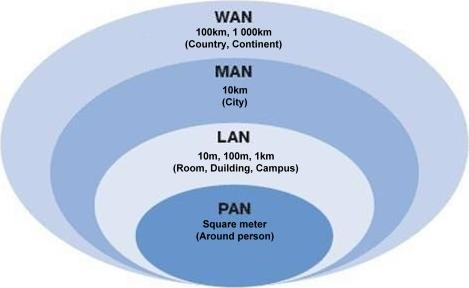 WAN
100km, 1 000km
(Country, Continent)
MAN
10km
(City)
LAN
10m, 100m, 1km
(Room, Duilding, Campus)
PAN
Square meter
(Around person)